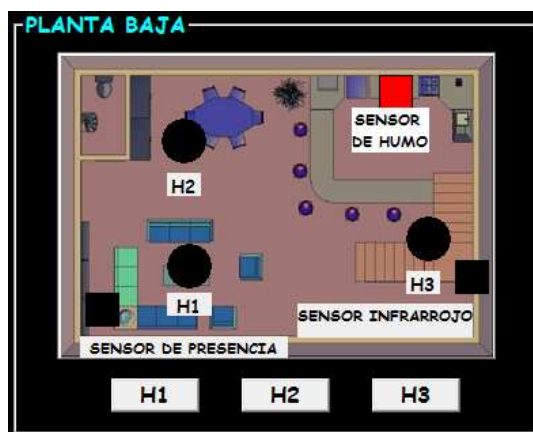 PLANTA BAJA
SENSOR
DE HUMO
H2
H3
H1
SENSOR INFRARROJO
SENSOR DE PRESENCIA
H1 H2 H3